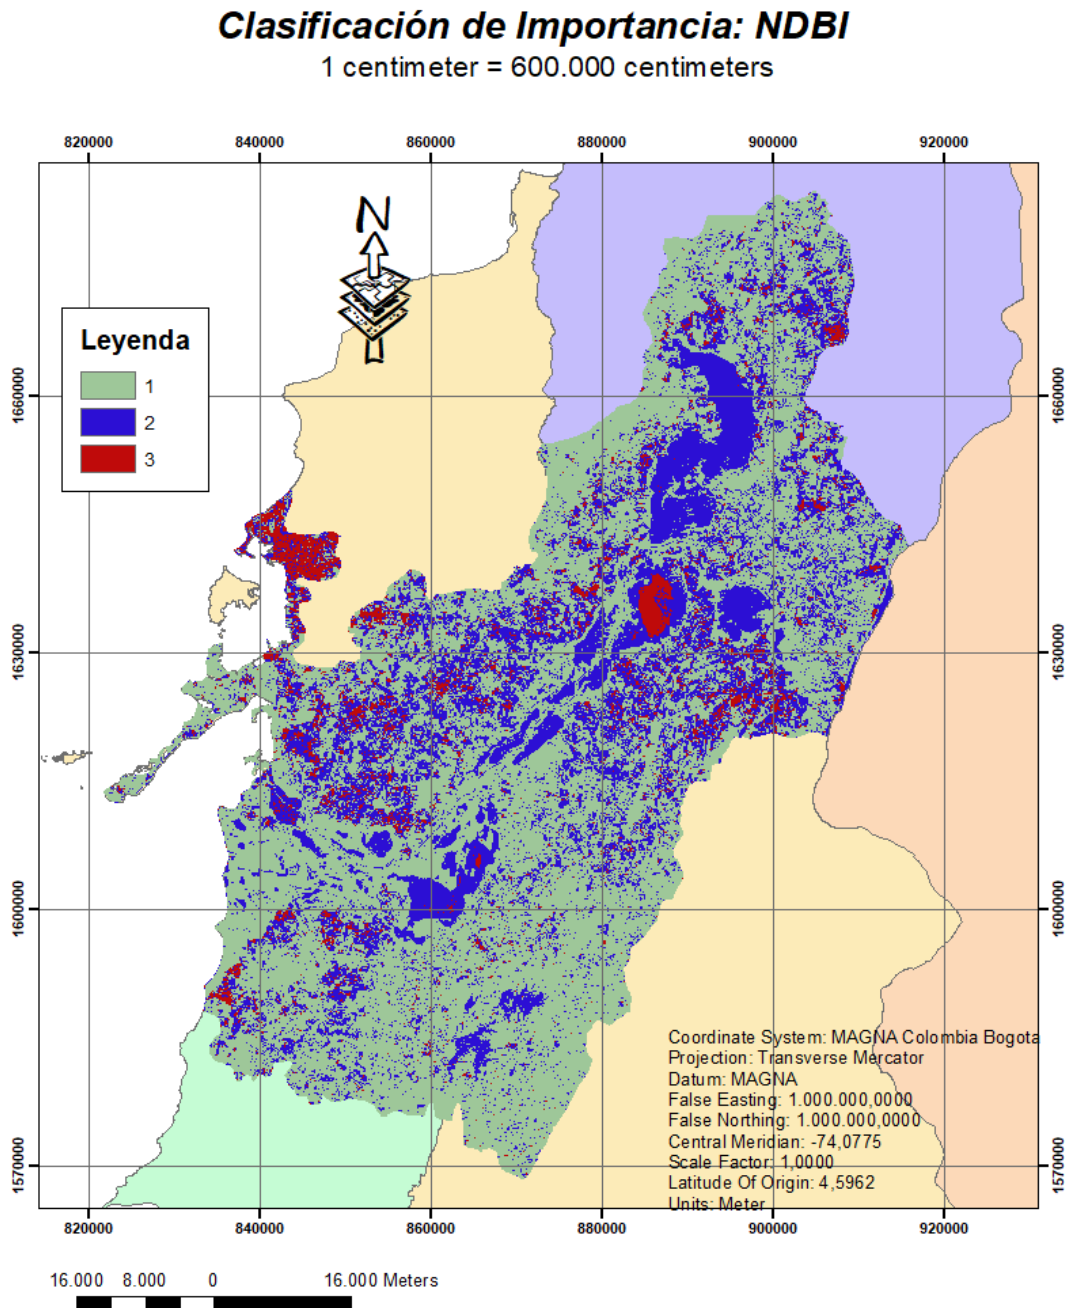 Clasificación de Importancia: NDBI
1 centimeter = 600.000 centimeters
820000 840000 860000 880000 900000 920000
N
Leyenda
1
2
3
1660000 1660000
1630000 1630000
1600000 1600000
Coordinate System: MAGNA Colombia Bogota
Projection: Transverse Mercator
Datum: MAGNA
False Easting: 1.000.000,0000
False Northing: 1.000.000,0000
Central Meridian: -74,0775
Scale Factor: 1,0000
Latitude Of Origin: 4,5962
Units: Meter
1570000 1570000
820000 840000 860000 880000 900000 920000
16.000 8.000 0 16.000 Meters